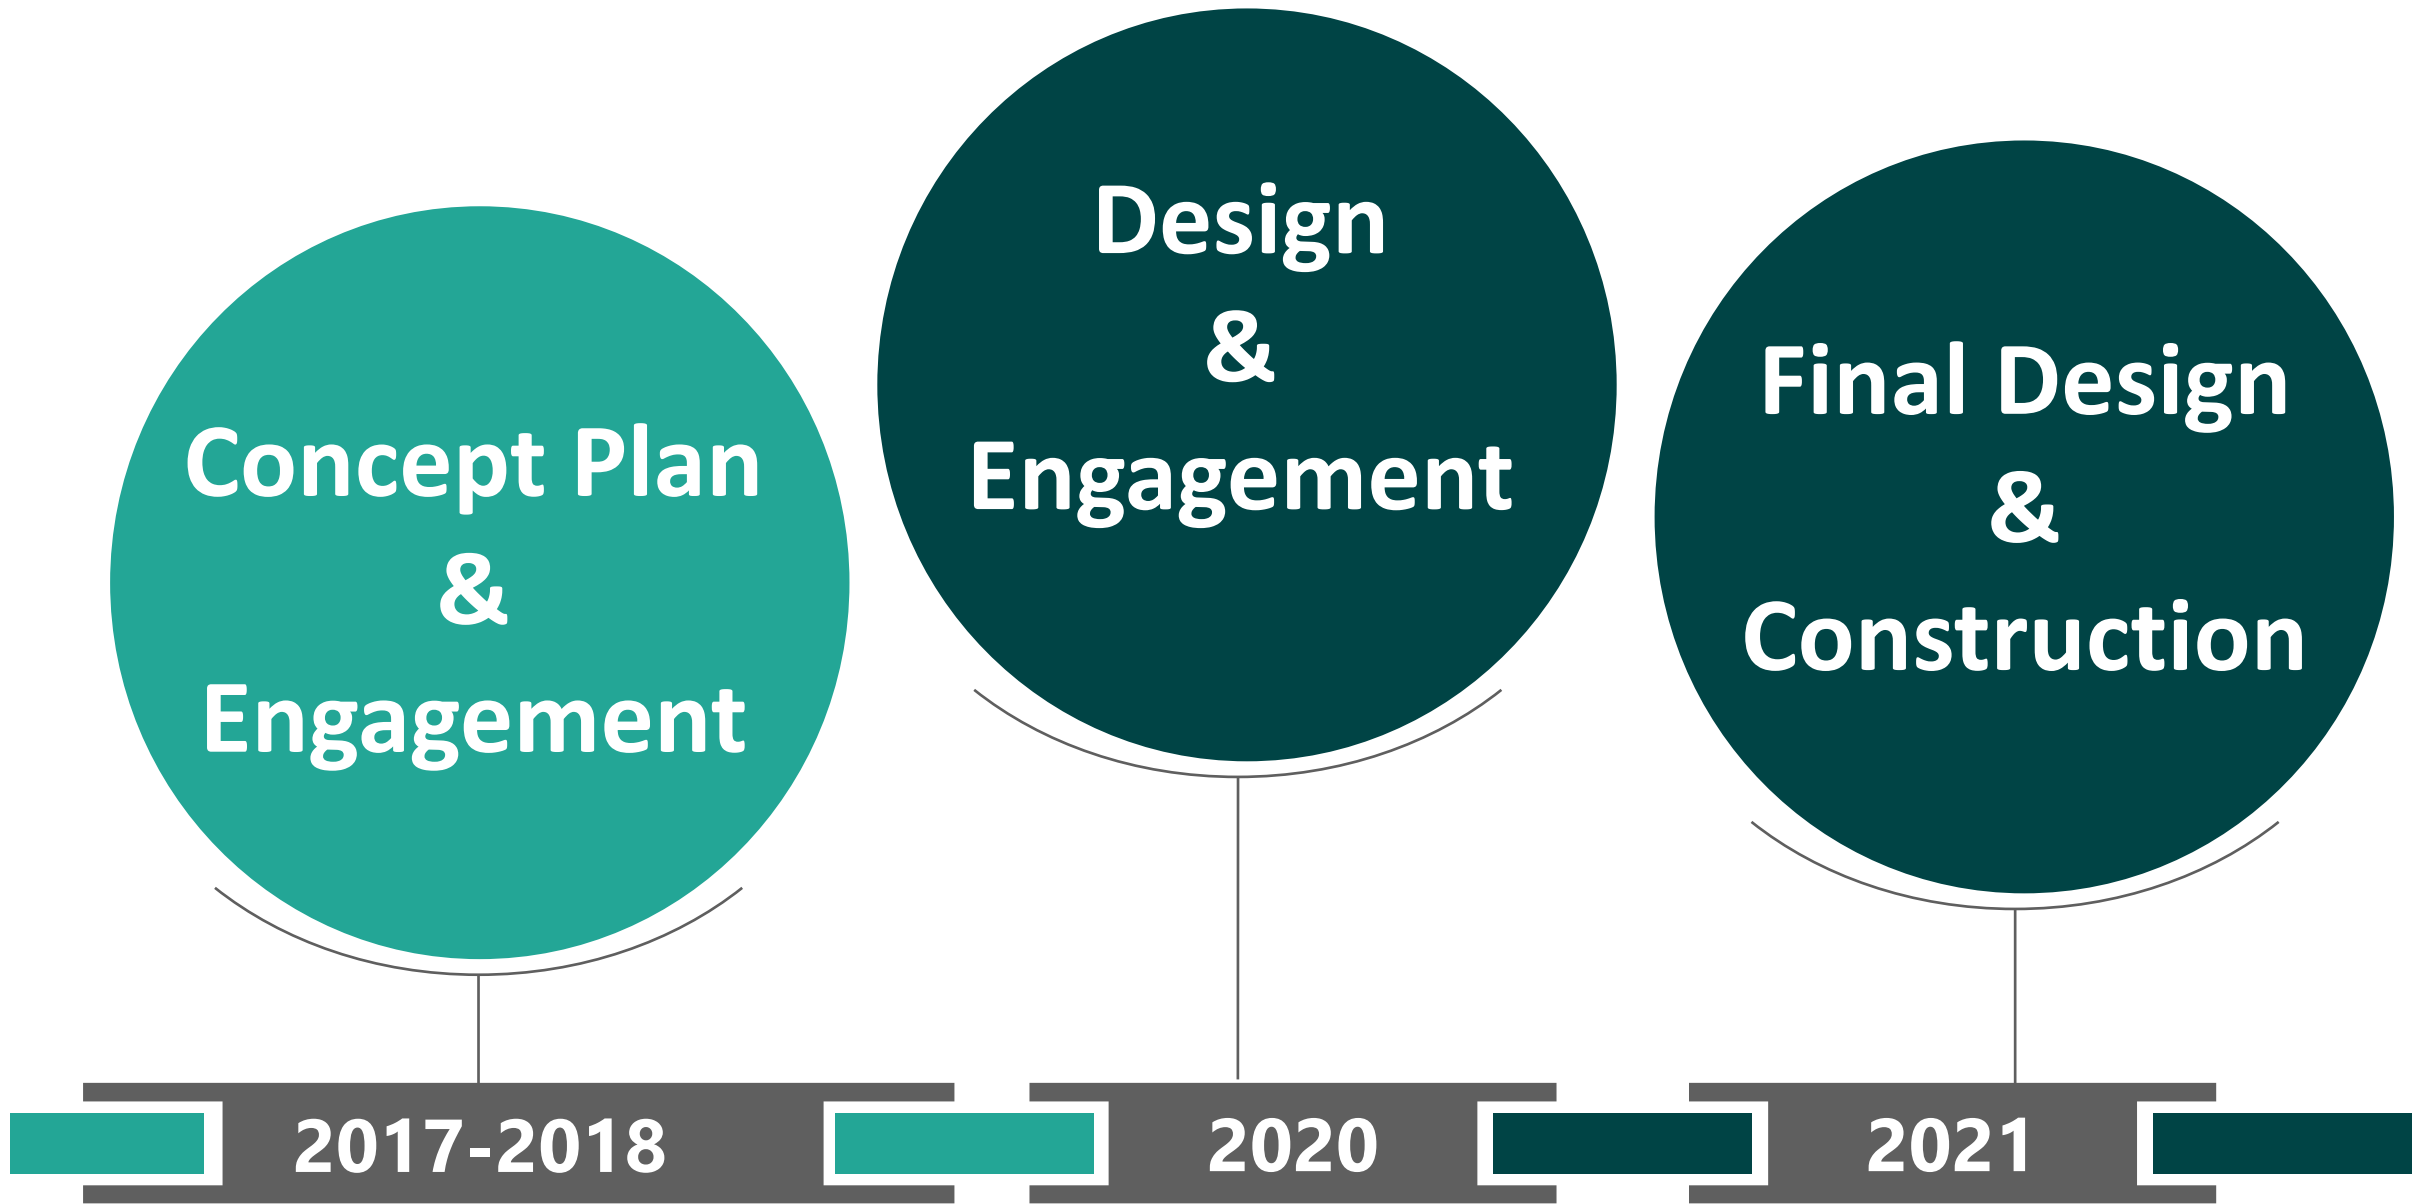 Concept Plan
&
Engagement
Design
&
Engagement
Final Design
&
Construction
2017-2018
2020
2021